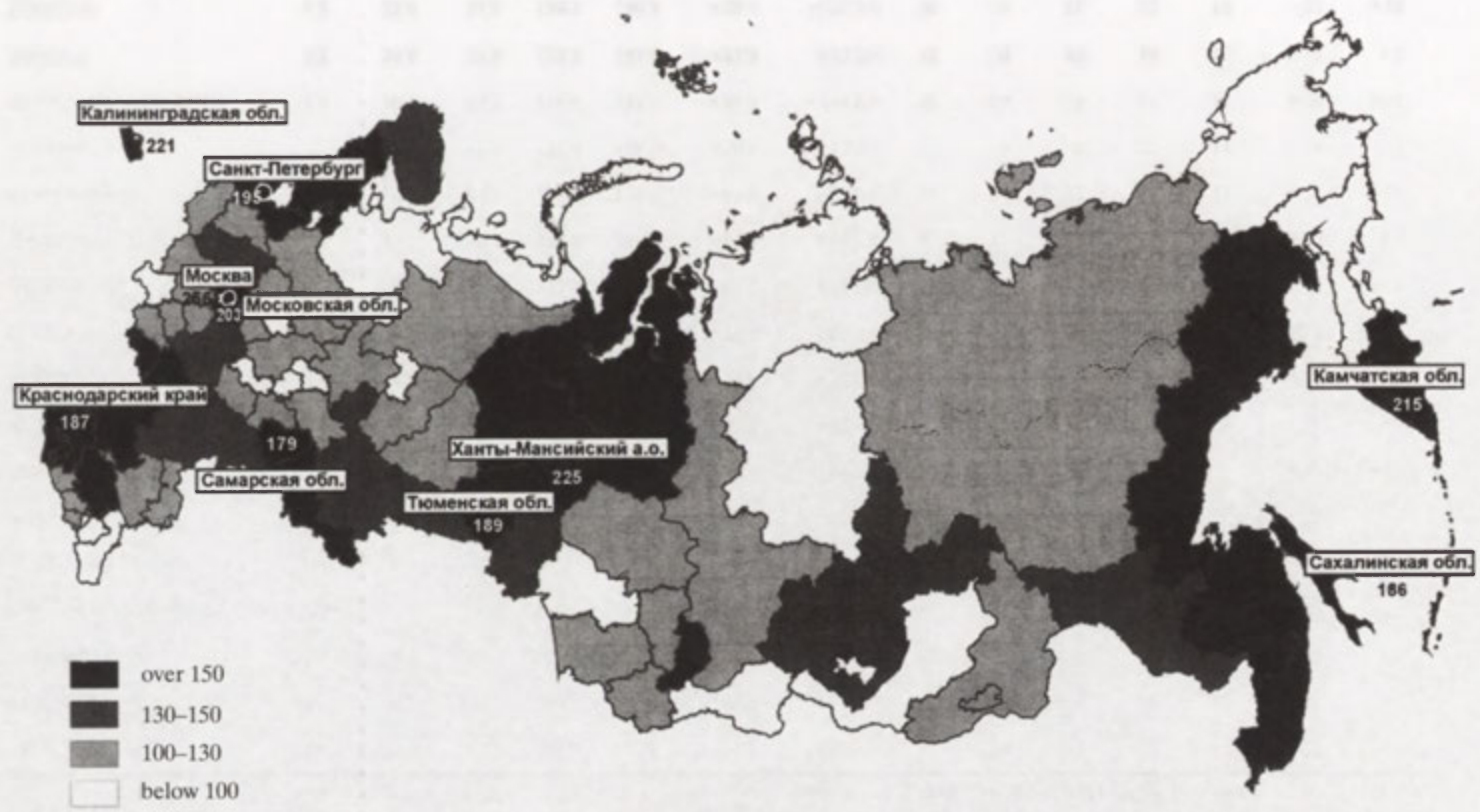 Калининградская обл.
221
Санкт-Петербург
195
Москва
Московская обл.
203
Краснодарский край
187
179
Самарская обл.
Ханты-Мансийский а.о.
225
Тюменская обл.
189
Камчатская обл.
215
Сахалинская обл.
186
over 150
130–150
100–130
below 100